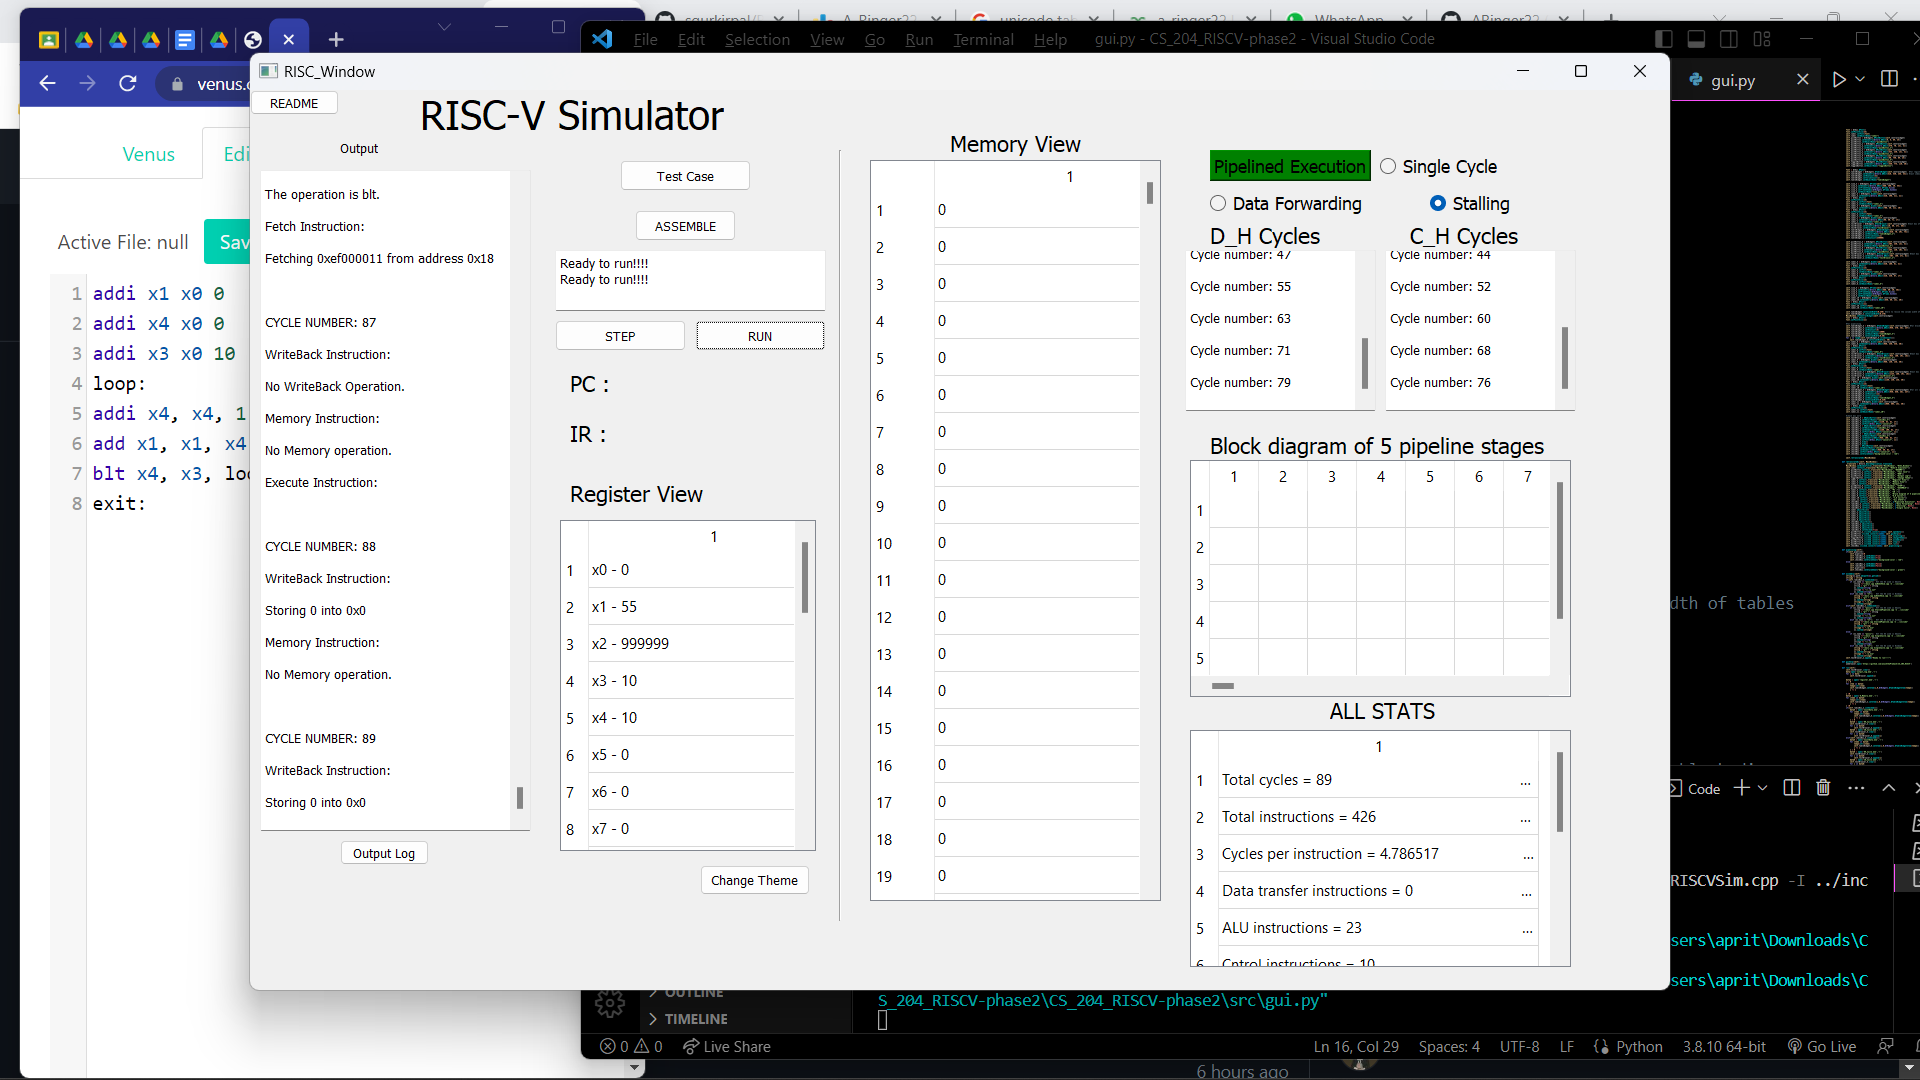 File Edit Selection View Go Run Terminal Help gui.py - CS_204_RISCV-phase2 - Visual Studio Code
RISC_Window
README
RISC-V Simulator
Output
The operation is blt.
Fetch Instruction:
Fetching 0xef000011 from address 0x18
CYCLE NUMBER: 87
WriteBack Instruction:
No WriteBack Operation.
Memory Instruction:
No Memory operation.
Execute Instruction:
CYCLE NUMBER: 88
WriteBack Instruction:
Storing 0 into 0x0
Memory Instruction:
No Memory operation.
CYCLE NUMBER: 89
WriteBack Instruction:
Storing 0 into 0x0
Output Log
Test Case
ASSEMBLE
Ready to run!!!!
Ready to run!!!!
STEP RUN
PC :
IR :
Register View
1
1 x0 - 0
2 x1 - 55
3 x2 - 999999
4 x3 - 10
5 x4 - 10
6 x5 - 0
7 x6 - 0
8 x7 - 0
Change Theme
Memory View
1
1 0
2 0
3 0
4 0
5 0
6 0
7 0
8 0
9 0
10 0
11 0
12 0
13 0
14 0
15 0
16 0
17 0
18 0
19 0
Pipelined Execution Single Cycle
Data Forwarding Stalling
D_H Cycles C_H Cycles
Cycle number: 47
Cycle number: 55
Cycle number: 63
Cycle number: 71
Cycle number: 79
Cycle number: 44
Cycle number: 52
Cycle number: 60
Cycle number: 68
Cycle number: 76
Block diagram of 5 pipeline stages
1 2 3 4 5 6 7
1
2
3
4
5
ALL STATS
1
1 Total cycles = 89 ...
2 Total instructions = 426 ...
3 Cycles per instruction = 4.786517 ...
4 Data transfer instructions = 0 ...
5 ALU instructions = 23 ...
6 Cntrol instructions = 10
venus.c
Venus Edi
Active File: null Sav
1 addi x1 x0 0
2 addi x4 x0 0
3 addi x3 x0 10
4 loop:
5 addi x4, x4, 1
6 add x1, x1, x4
7 blt x4, x3, loo
8 exit:
gui.py
dth of tables
Code
RISCVSim.cpp -I ../inc
sers\aprit\Downloads\C
sers\aprit\Downloads\C
S_204_RISCV-phase2\CS_204_RISCV-phase2\src\gui.py"
OUTLINE
TIMELINE
0 0 Live Share
Ln 16, Col 29 Spaces: 4 UTF-8 LF Python 3.8.10 64-bit Go Live
6 hours ago